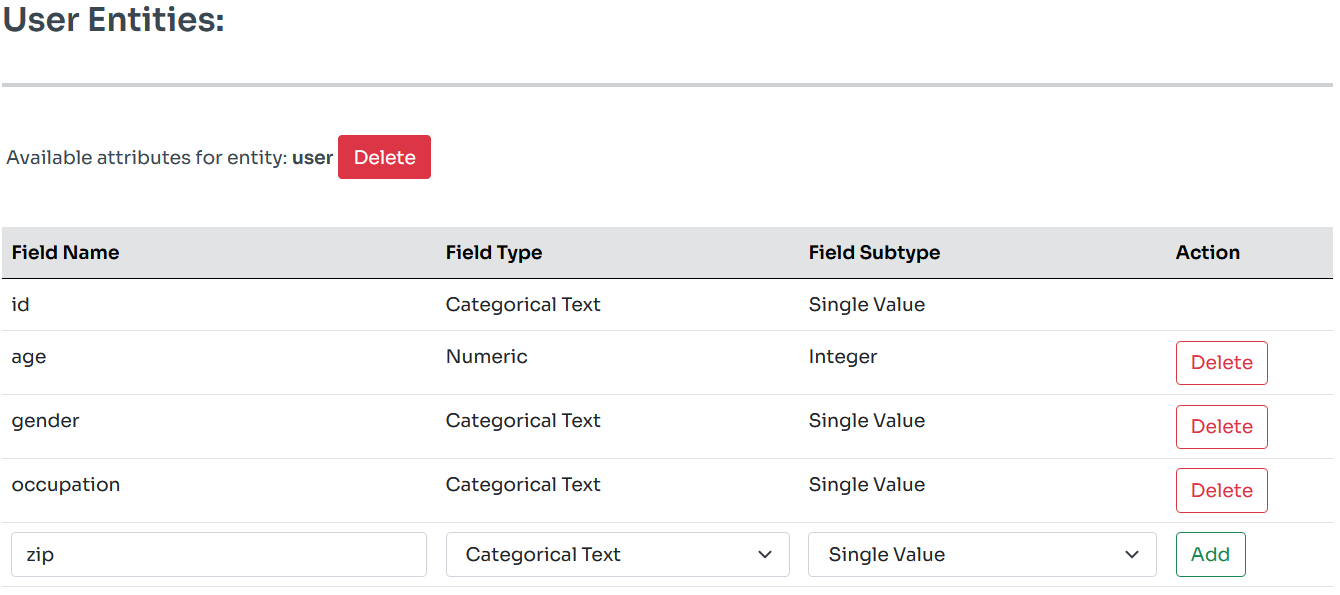 User Entities:
Available attributes for entity: user Delete
Field Name Field Type Field Subtype Action
id Categorical Text Single Value
age Numeric Integer Delete
gender Categorical Text Single Value Delete
occupation Categorical Text Single Value Delete
zip Categorical Text Single Value Add